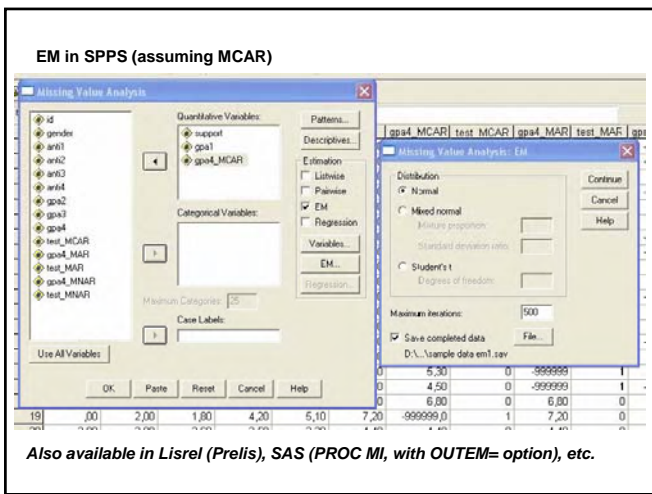 EM in SPPS (assuming MCAR)
Missing Value Analysis
id
gender
anti1
anti2
anti3
anti4
gpa2
gpa3
gpa4
test_MCAR
gpa4_MAR
test_MAR
gpa4_MNAR
test_MNAR
Use All Variables
Quantitative Variables:
support
gpa1
gpa4_MCAR
Categorical Variables:
Maximum Categories: 25
Case Labels:
Patterns...
Descriptives...
Estimation
Listwise
Pairwise
EM
Regression
Variables...
EM...
Regression...
OK Paste Reset Cancel Help
gpa4_MCAR test_MCAR gpa4_MAR test_MAR
Missing Value Analysis: EM
Distribution
Normal
Mixed normal
Mixture proportion:
Standard deviation ratio:
Student's t
Degrees of freedom:
Maximum iterations: 500
Save completed data File...
D:\...\sample data em1.sav
Continue
Cancel
Help
0 5,30 0 -999999 1
0 4,50 0 -999999 1
0 6,80 0 6,80 0
19 ,00 2,00 1,80 4,20 5,10 7,20 -999999,0 1 7,20 0
Also available in Lisrel (Prelis), SAS (PROC MI, with OUTEM= option), etc.